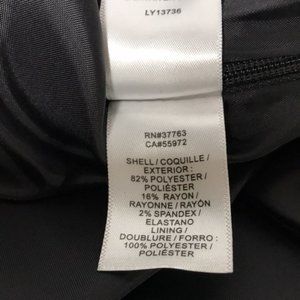 LY13736
RN#37763
CA#55972
SHELL / COQUILLE /
EXTERIOR :
82% POLYESTER /
POLIÉSTER
16% RAYON /
RAYONNE / RAYÓN
2% SPANDEX /
ELASTANO
LINING /
DOUBLURE / FORRO :
100% POLYESTER /
POLIÉSTER